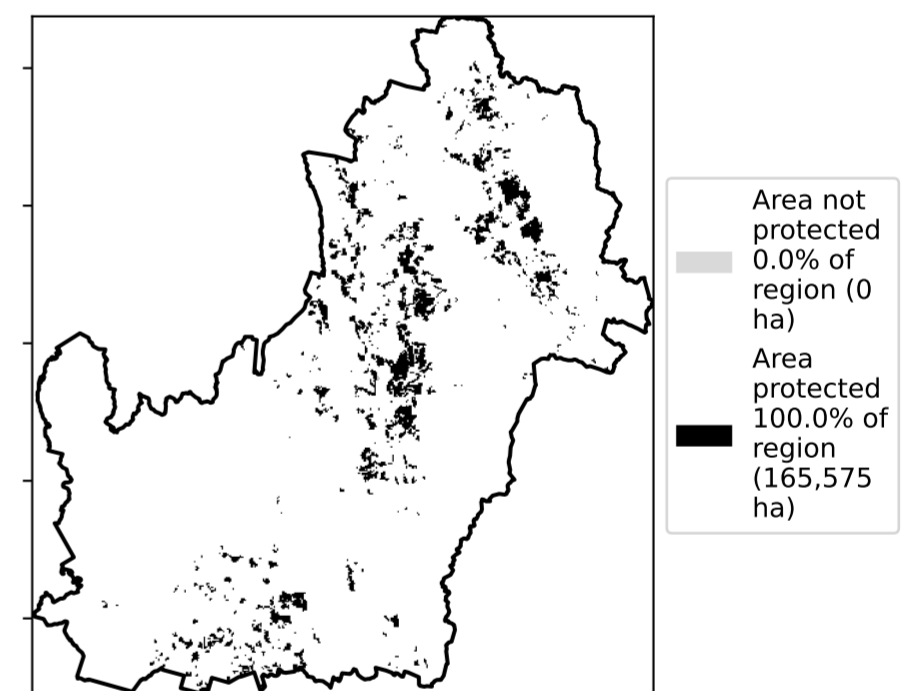 Area not
protected
0.0% of
region (0
ha)
Area
protected
100.0% of
region
(165,575
ha)